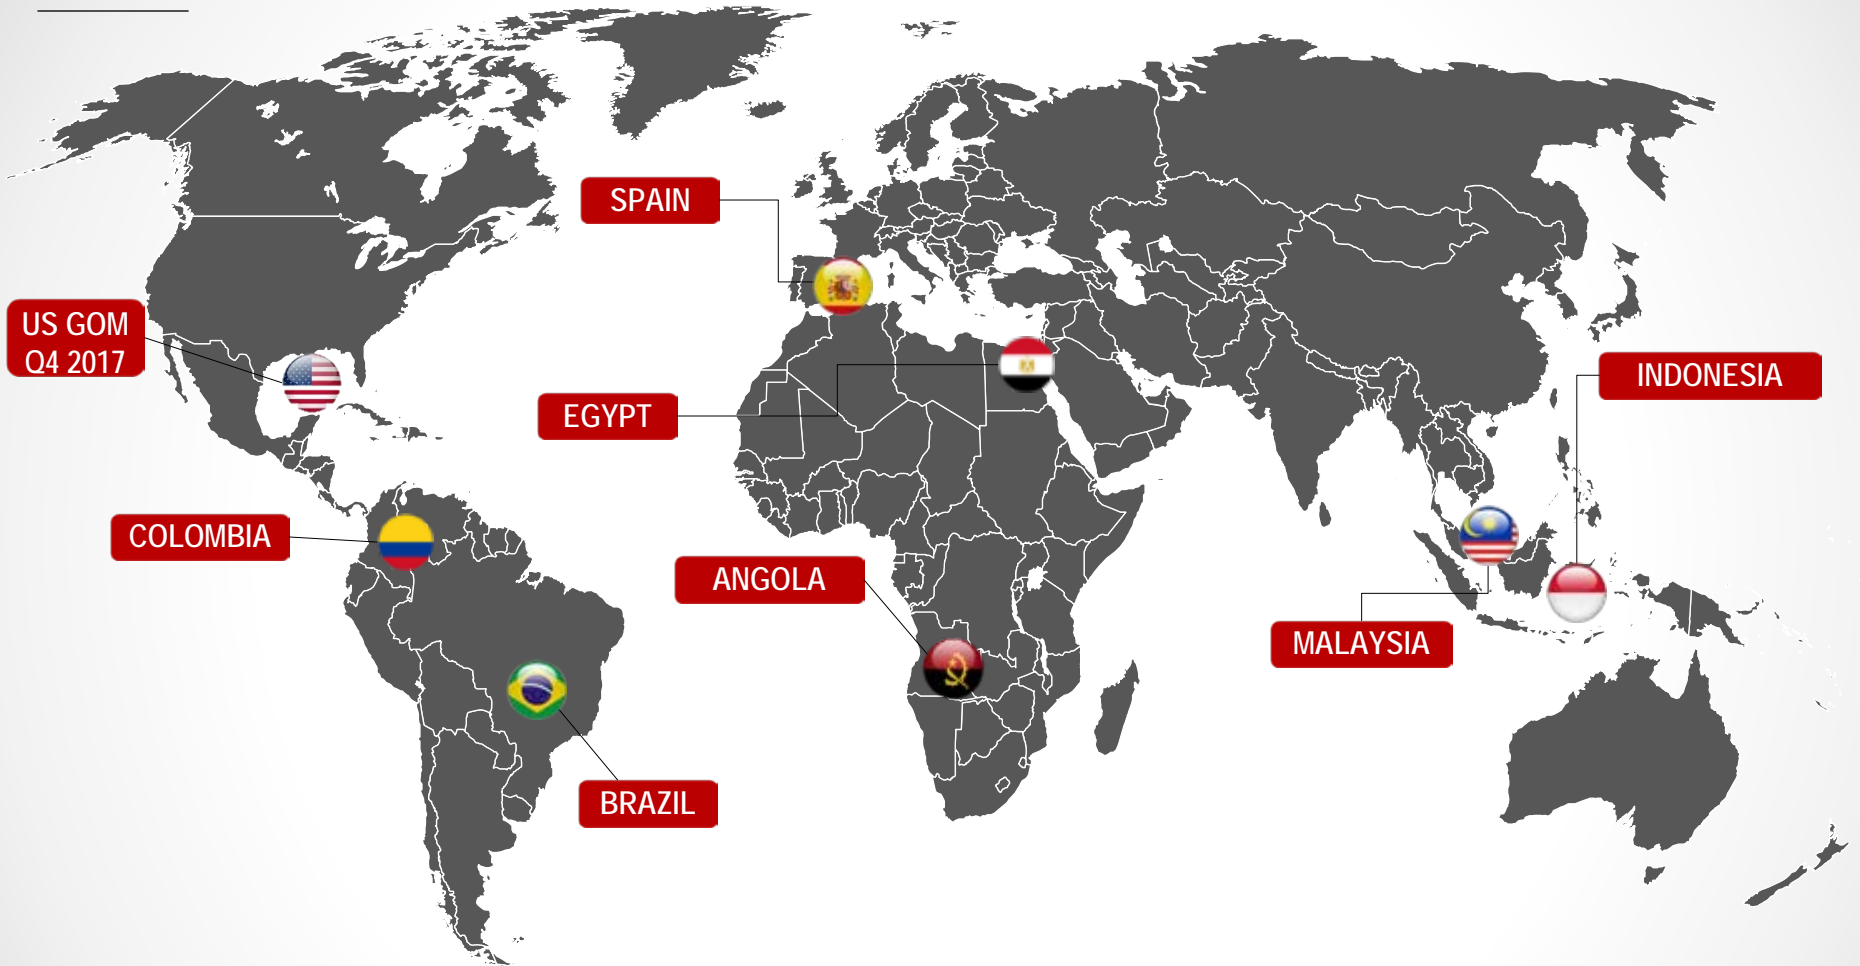 SPAIN
US GOM
Q4 2017
INDONESIA
EGYPT
COLOMBIA
ANGOLA
MALAYSIA
BRAZIL